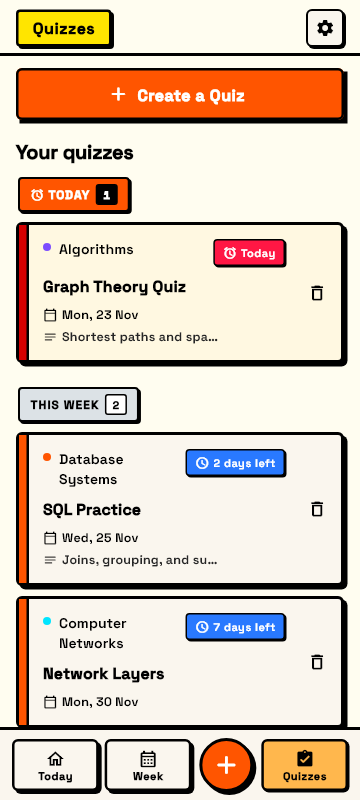 Quizzes
Create a Quiz
Your quizzes
TODAY 1
Algorithms
Today
Graph Theory Quiz
Mon, 23 Nov
Shortest paths and spa...
THIS WEEK 2
Database
Systems
2 days left
SQL Practice
Wed, 25 Nov
Joins, grouping, and su...
Computer
Networks
7 days left
Network Layers
Mon, 30 Nov
Today
Week
Quizzes